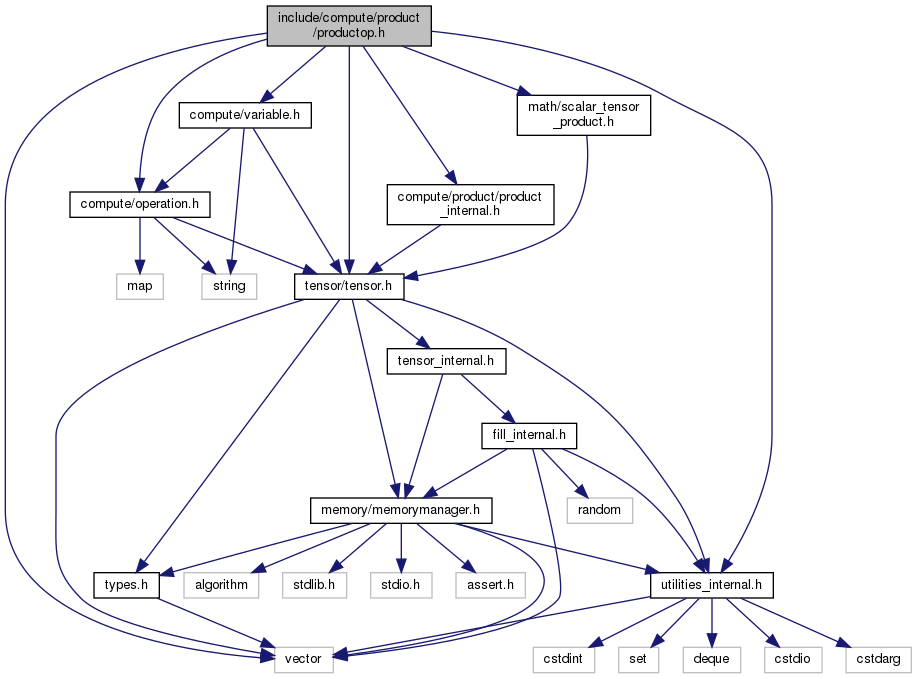 include/compute/product
/productop.h
compute/variable.h
math/scalar_tensor
_product.h
compute/operation.h
compute/product/product
_internal.h
map
string
tensor/tensor.h
tensor_internal.h
fill_internal.h
memory/memorymanager.h
random
types.h
algorithm
stdlib.h
stdio.h
assert.h
utilities_internal.h
vector
cstdint
set
deque
cstdio
cstdarg